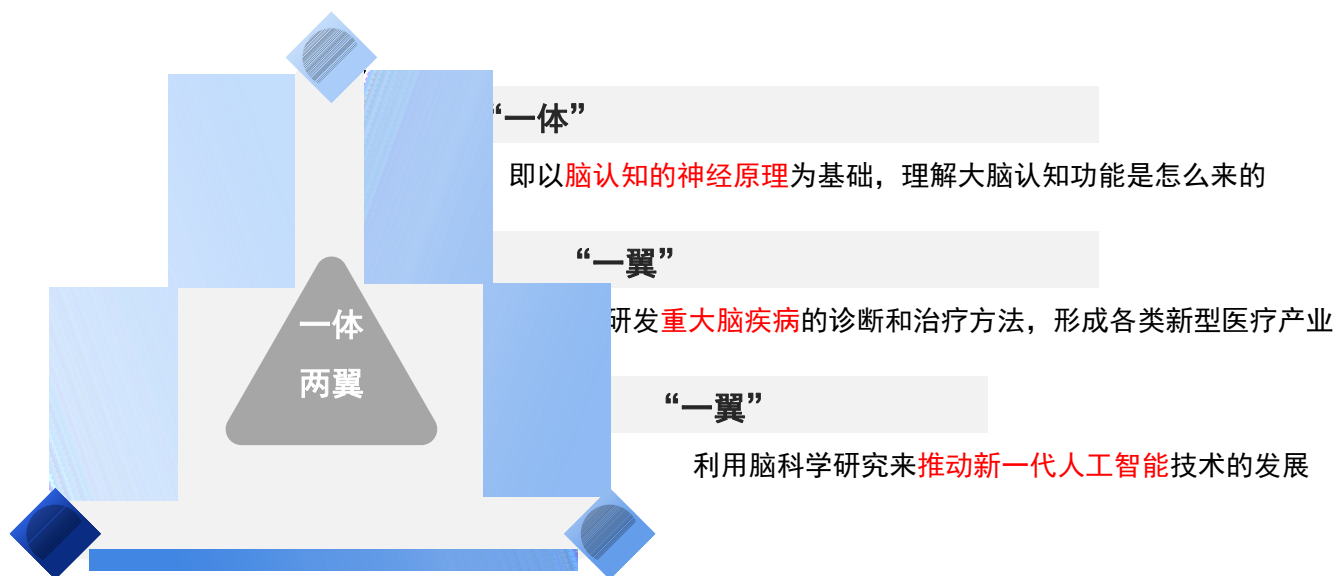 “一体”
即以脑认知的神经原理为基础，理解大脑认知功能是怎么来的
“一翼”
研发重大脑疾病的诊断和治疗方法，形成各类新型医疗产业
一体
两翼
“一翼”
利用脑科学研究来推动新一代人工智能技术的发展